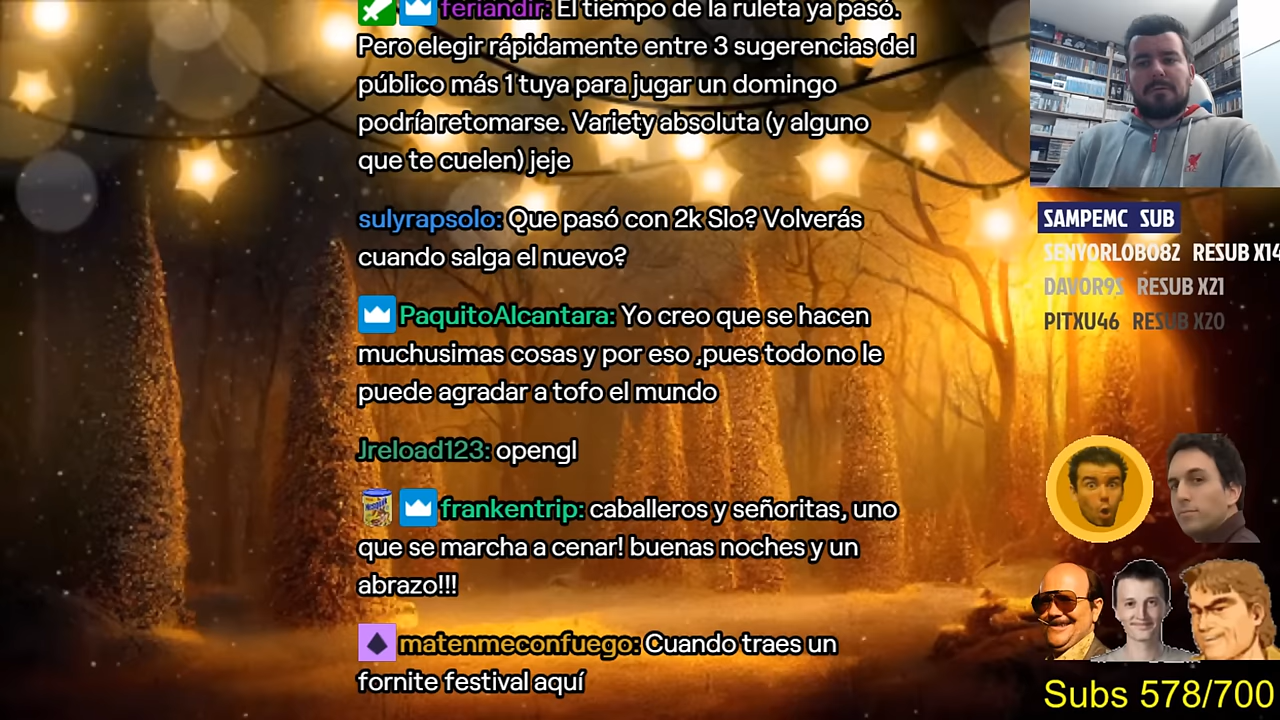 feriandir: El tiempo de la ruleta ya pasó.
Pero elegir rápidamente entre 3 sugerencias del
público más 1 tuya para jugar un domingo
podría retomarse. Variety absoluta (y alguno
que te cuelen) jeje
sulyrapsolo: Que pasó con 2k Slo? Volverás
cuando salga el nuevo?
PaquitoAlcantara: Yo creo que se hacen
muchusimas cosas y por eso ,pues todo no le
puede agradar a tofo el mundo
Jreload123: opengl
frankentrip: caballeros y señoritas, uno
que se marcha a cenar! buenas noches y un
abrazo!!!
matenmeconfuego: Cuando traes un
fornite festival aquí
SAMPEMC SUB
SENYORLOBO82 RESUB X14
DAVOR9S RESUB X21
PITXU46 RESUB X20
Subs 578/700